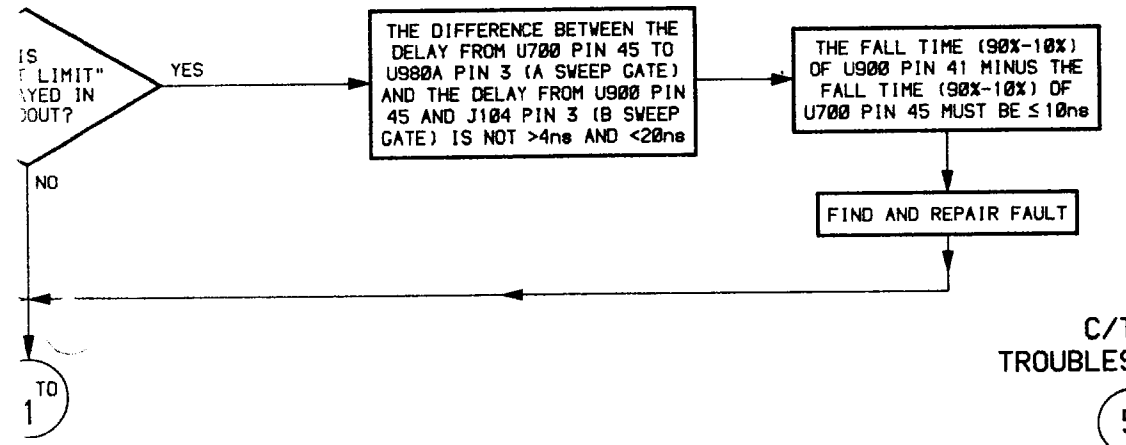 IS
T LIMIT"
AYED IN
OUT?
YES
NO
THE DIFFERENCE BETWEEN THE
DELAY FROM U700 PIN 45 TO
U980A PIN 3 (A SWEEP GATE)
AND THE DELAY FROM U900 PIN
45 AND J104 PIN 3 (B SWEEP
GATE) IS NOT >4ns AND <20ns
THE FALL TIME (90%-10%)
OF U900 PIN 41 MINUS THE
FALL TIME (90%-10%) OF
U700 PIN 45 MUST BE ≤10ns
FIND AND REPAIR FAULT
TO
1
C/T
TROUBLES
5